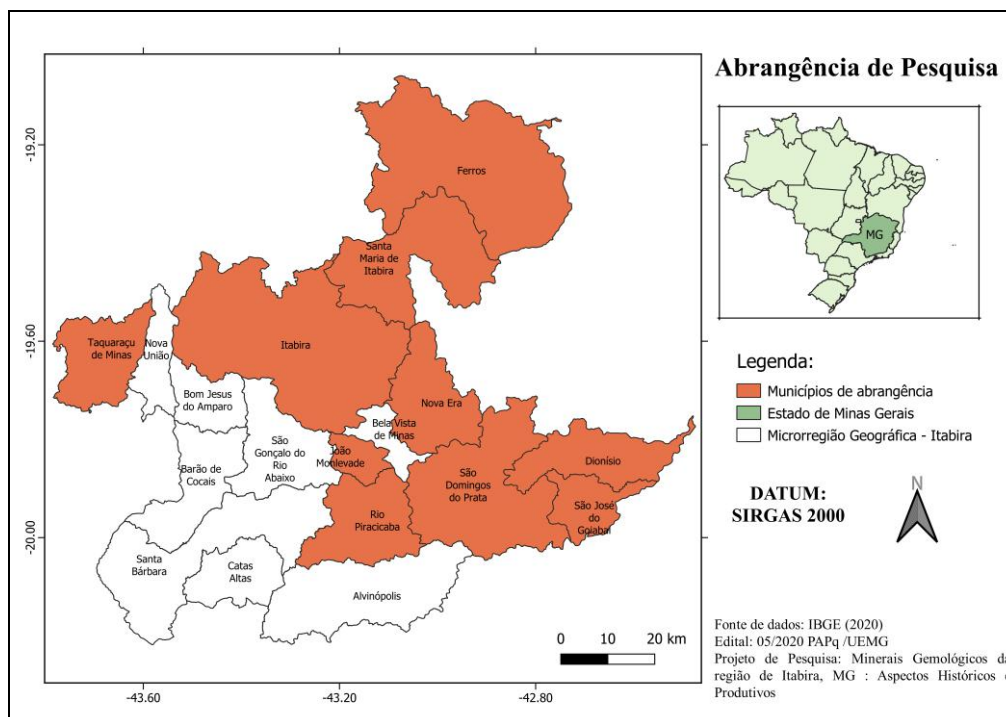 Abrangência de Pesquisa
-19.20
-19.60
20.00
-43.60
-43.20
-42.80
Ferros
Santa
Maria de
Itabira
Taquaraçu
de Minas
Nova
União
Itabira
Bom Jesus
do Amparo
Nova Era
Bela Vista
de Minas
São
Gonçalo do
Rio
Abaixo
João
Monlevade
Barão de
Cocais
São
Domingos
do Prata
Dionísio
São José
do
Goiabal
Rio
Piracicaba
Santa
Bárbara
Catas
Altas
Alvinópolis
0 10 20 km
MG
Legenda:
Municípios de abrangência
Estado de Minas Gerais
Microrregião Geográfica - Itabira
DATUM:
SIRGAS 2000
N
Fonte de dados: IBGE (2020)
Edital: 05/2020 PAPq /UEMG
Projeto de Pesquisa: Minerais Gemológicos
região de Itabira, MG : Aspectos Históricos
Produtivos